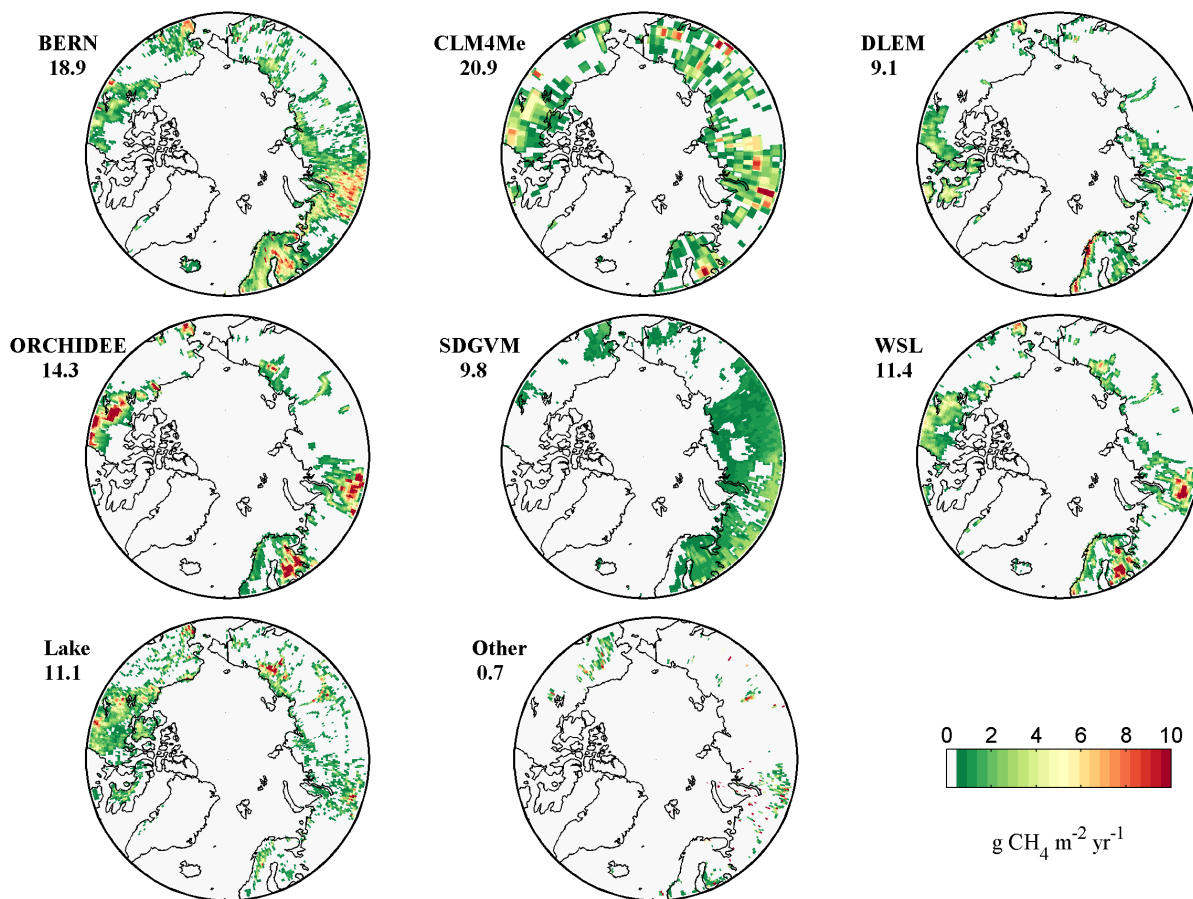 BERN
18.9
CLM4Me
20.9
DLEM
9.1
ORCHIDEE
14.3
SDGVM
9.8
WSL
11.4
Lake
11.1
Other
0.7
0 2 4 6 8 10
g CH₄ m⁻² yr⁻¹